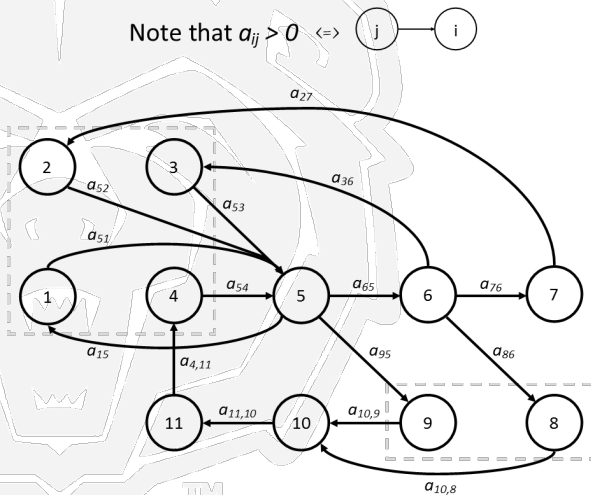 Note that aij > 0 <=> j i
a27
2 3 a36
a52 a53
a51
1 4 a54 5 a65 6 a76 7
a15 a4,11 a95 a86
11 a11,10 10 a10,9 9 8
a10,8
TM